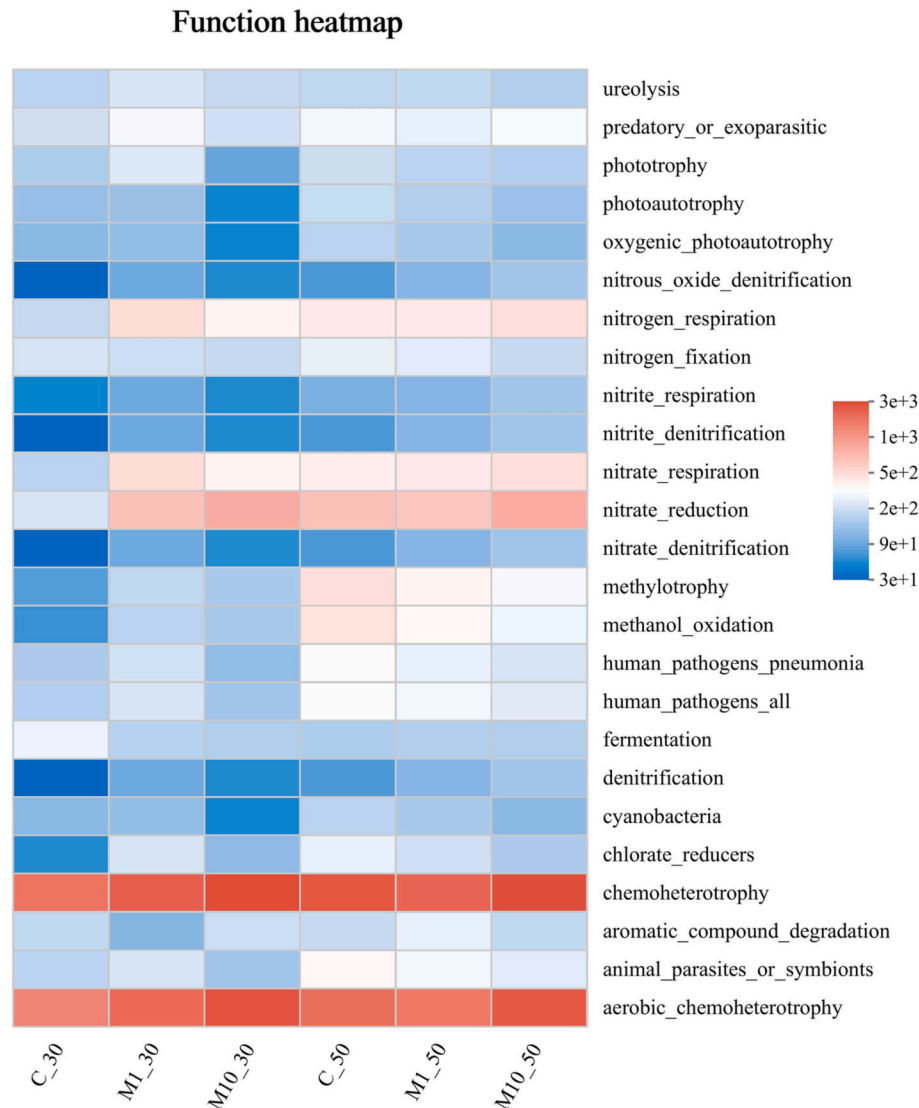 Function heatmap
ureolysis
predatory_or_exoparasitic
phototrophy
photoautotrophy
oxygenic_photoautotrophy
nitrous_oxide_denitrification
nitrogen_respiration
nitrogen_fixation
nitrite_respiration
nitrite_denitrification
nitrate_respiration
nitrate_reduction
nitrate_denitrification
methylotrophy
methanol_oxidation
human_pathogens_pneumonia
human_pathogens_all
fermentation
denitrification
cyanobacteria
chlorate_reducers
chemoheterotrophy
aromatic_compound_degradation
animal_parasites_or_symbionts
aerobic_chemoheterotrophy
3e+3
1e+3
5e+2
2e+2
9e+1
3e+1
C_30
M1_30
M10_30
C_50
M1_50
M10_50